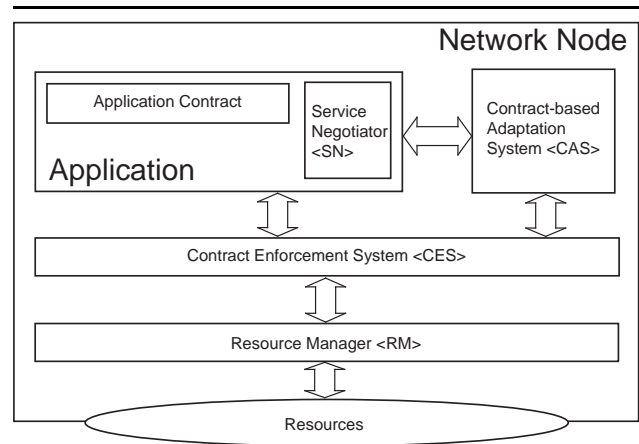 Network Node
Application Contract
Service
Negotiator
<SN>
Application
Contract-based
Adaptation
System <CAS>
Contract Enforcement System <CES>
Resource Manager <RM>
Resources